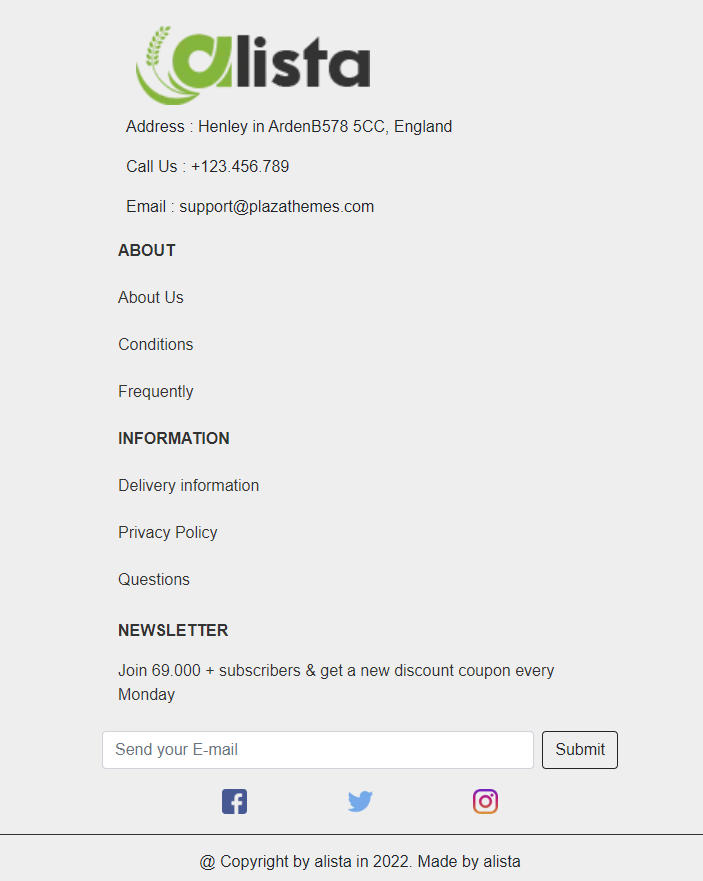 alista
Address : Henley in ArdenB578 5CC, England
Call Us : +123.456.789
Email : support@plazathemes.com
ABOUT
About Us
Conditions
Frequently
INFORMATION
Delivery information
Privacy Policy
Questions
NEWSLETTER
Join 69.000 + subscribers & get a new discount coupon every
Monday
Send your E-mail
Submit
@ Copyright by alista in 2022. Made by alista